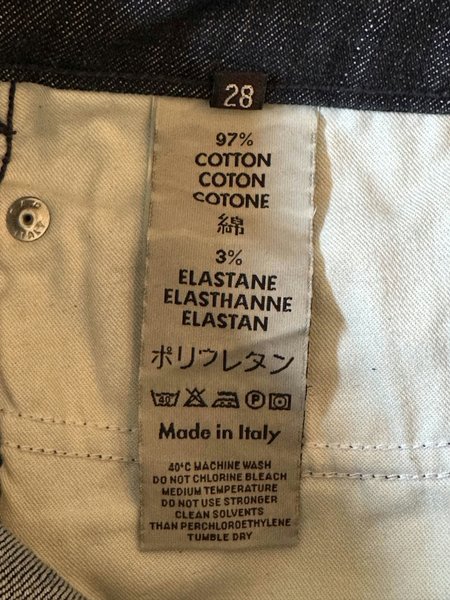 28
97%
COTTON
COTON
COTONE
綿
3%
ELASTANE
ELASTHANNE
ELASTAN
ポリウレタン
40 P
Made in Italy
40°C MACHINE WASH
DO NOT CHLORINE BLEACH
MEDIUM TEMPERATURE
DO NOT USE STRONGER
CLEAN SOLVENTS
THAN PERCHLOROETHYLENE
TUMBLE DRY
ITALY